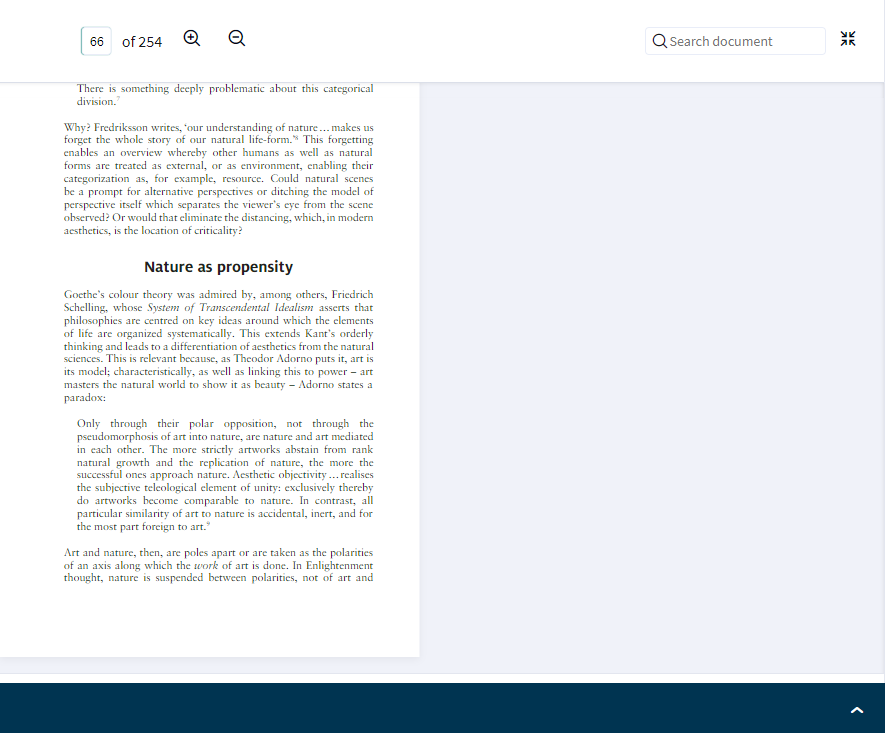 66 of 254 Search document
There is something deeply problematic about this categorical
division.7
Why? Fredriksson writes, ‘our understanding of nature … makes us
forget the whole story of our natural life-form.’8 This forgetting
enables an overview whereby other humans as well as natural
forms are treated as external, or as environment, enabling their
categorization as, for example, resource. Could natural scenes
be a prompt for alternative perspectives or ditching the model of
perspective itself which separates the viewer’s eye from the scene
observed? Or would that eliminate the distancing, which, in modern
aesthetics, is the location of criticality?
Nature as propensity
Goethe’s colour theory was admired by, among others, Friedrich
Schelling, whose System of Transcendental Idealism asserts that
philosophies are centred on key ideas around which the elements
of life are organized systematically. This extends Kant’s orderly
thinking and leads to a differentiation of aesthetics from the natural
sciences. This is relevant because, as Theodor Adorno puts it, art is
its model; characteristically, as well as linking this to power – art
masters the natural world to show it as beauty – Adorno states a
paradox:
Only through their polar opposition, not through the
pseudomorphosis of art into nature, are nature and art mediated
in each other. The more strictly artworks abstain from rank
natural growth and the replication of nature, the more the
successful ones approach nature. Aesthetic objectivity … realises
the subjective teleological element of unity: exclusively thereby
do artworks become comparable to nature. In contrast, all
particular similarity of art to nature is accidental, inert, and for
the most part foreign to art.9
Art and nature, then, are poles apart or are taken as the polarities
of an axis along which the work of art is done. In Enlightenment
thought, nature is suspended between polarities, not of art and